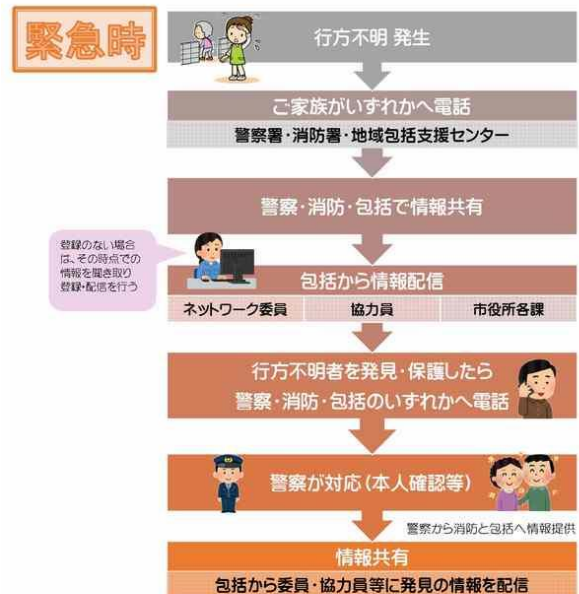 緊急時
行方不明 発生
ご家族がいずれかへ電話
警察署・消防署・地域包括支援センター
警察・消防・包括で情報共有
登録のない場合
は、その時点での
情報を聞き取り
登録・配信を行う
包括から情報配信
ネットワーク委員
協力員
市役所各課
行方不明者を発見・保護したら
警察・消防・包括のいずれかへ電話
警察が対応(本人確認等)
警察から消防と包括へ情報提供
情報共有
包括から委員・協力員等に発見の情報を配信